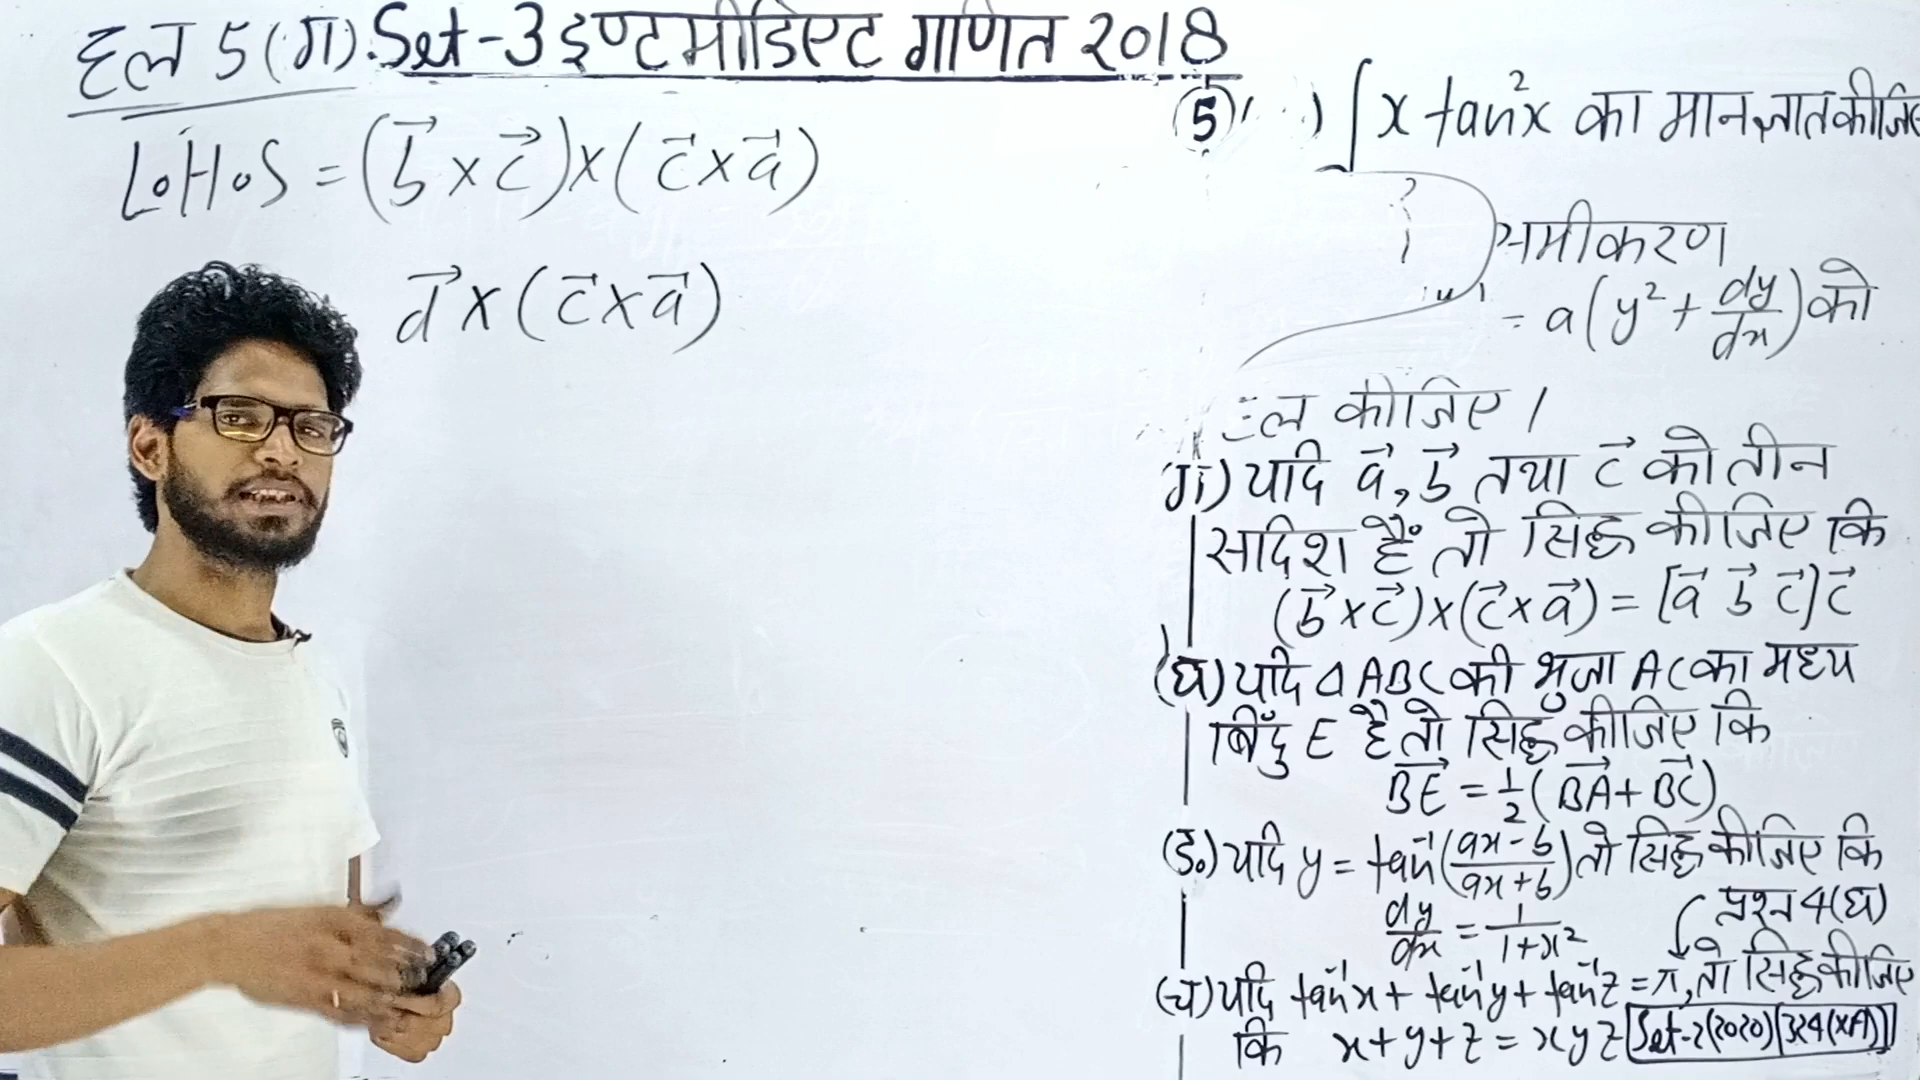 हल 5(ग). Set-3 इण्टमीडिएट गणित 2018
L.H.S = (b⃗ × c⃗) × (c⃗ × a⃗)
d⃗ × (c⃗ × a⃗)
5 ) ∫ x tan²x का मान ज्ञात कीजिए
समीकरण
= a(y² + dy/dx) को
हल कीजिए।
(ग) यदि a⃗, b⃗ तथा c⃗ कोतीन
सदिश हैं तो सिद्ध कीजिए कि
(b⃗ × c⃗) × (c⃗ × a⃗) = [a⃗ b⃗ c⃗] c⃗
(घ) यदि Δ ABC की भुजा AC का मध्य
बिंदु E है तो सिद्ध कीजिए कि
BE⃗ = 1/2 (BA⃗ + BC⃗)
(ङ) यदि y = tan⁻¹((ax-b)/(ax+b)) तो सिद्ध कीजिए कि
dy/dx = 1/(1+x²) प्रश्न 4(घ)
(च) यदि tan⁻¹x + tan⁻¹y + tan⁻¹z = π, तो सिद्ध कीजिए
कि x+y+z = xyz [Set-2(2020)[324(XA)]]